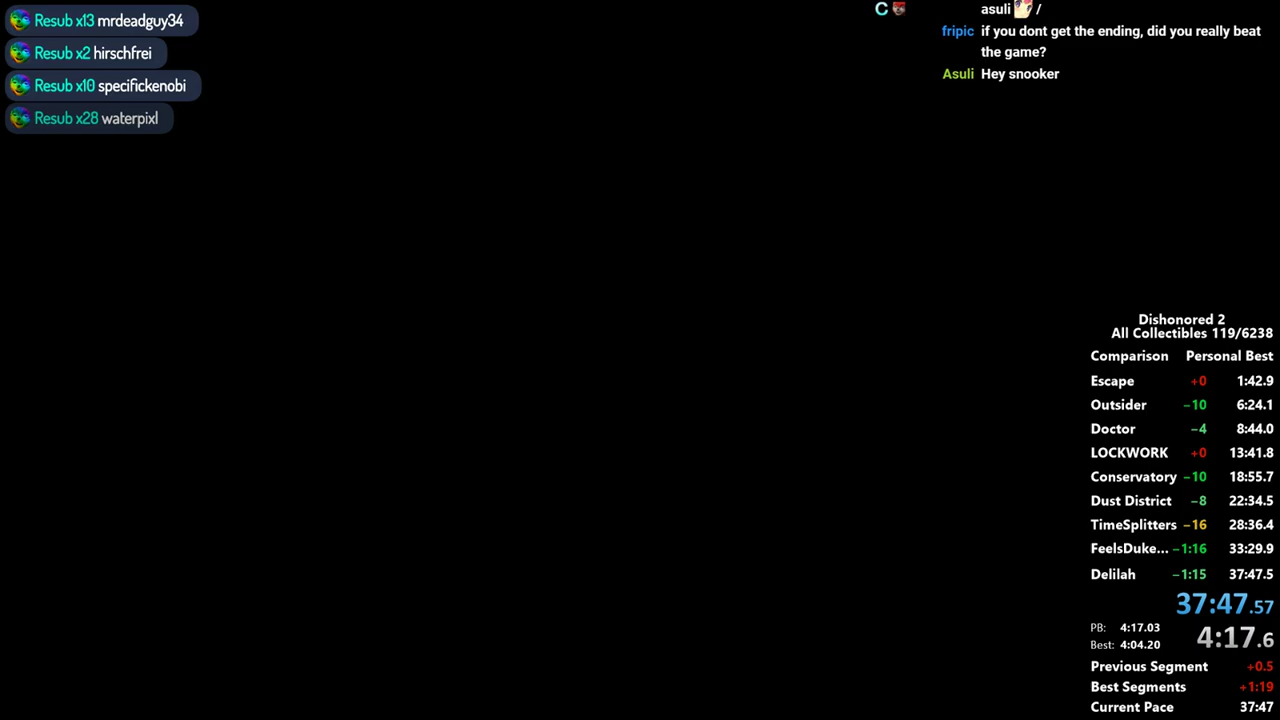 Resub x13 mrdeadguy34
Resub x2 hirschfrei
Resub x10 specifickenobi
Resub x28 waterpixl
C
asuli /
fripic if you dont get the ending, did you really beat
the game?
Asuli Hey snooker
Dishonored 2
All Collectibles 119/6238
Comparison Personal Best
Escape +0 1:42.9
Outsider −10 6:24.1
Doctor −4 8:44.0
LOCKWORK +0 13:41.8
Conservatory −10 18:55.7
Dust District −8 22:34.5
TimeSplitters −16 28:36.4
FeelsDuke... −1:16 33:29.9
Delilah −1:15 37:47.5
37:47.57
PB: 4:17.03
Best: 4:04.20
4:17.6
Previous Segment +0.5
Best Segments +1:19
Current Pace 37:47